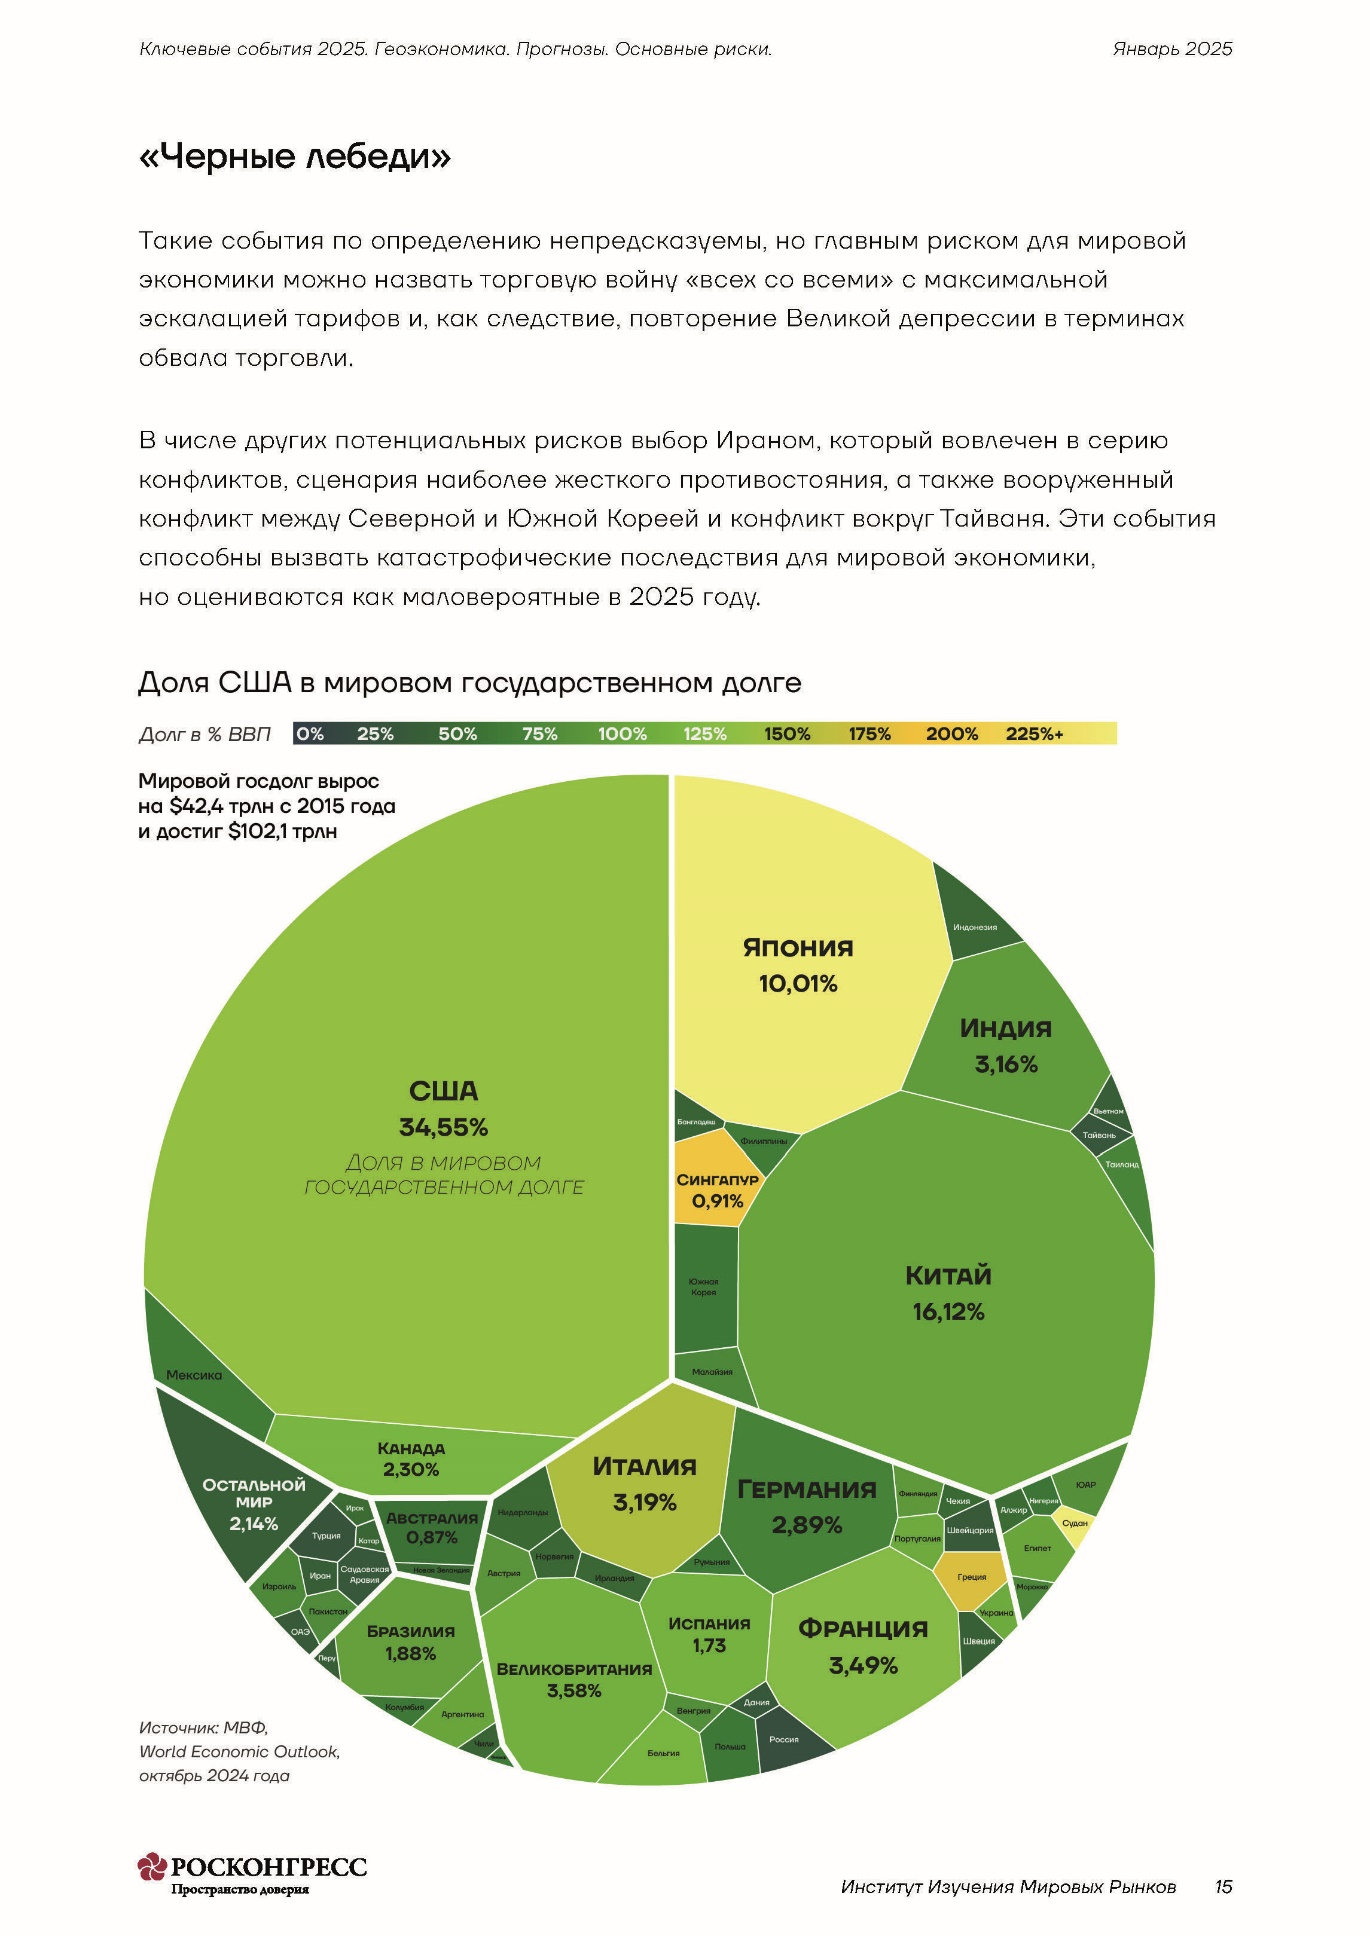 Ключевые события 2025. Геоэкономика. Прогнозы. Основные риски.
Январь 2025
«Черные лебеди»
Такие события по определению непредсказуемы, но главным риском для мировой
экономики можно назвать торговую войну «всех со всеми» с максимальной
эскалацией тарифов и, как следствие, повторение Великой депрессии в терминах
обвала торговли.
В числе других потенциальных рисков выбор Ираном, который вовлечен в серию
конфликтов, сценария наиболее жесткого противостояния, а также вооруженный
конфликт между Северной и Южной Кореей и конфликт вокруг Тайваня. Эти события
способны вызвать катастрофические последствия для мировой экономики,
но оцениваются как маловероятные в 2025 году.
Доля США в мировом государственном долге
Долг в % ВВП
0% 25% 50% 75% 100% 125% 150% 175% 200% 225%+
Мировой госдолг вырос
на $42,4 трлн с 2015 года
и достиг $102,1 трлн
США
34,55%
Доля в мировом
государственном долге
Мексика
Канада
2,30%
Япония
10,01%
Индонезия
Индия
3,16%
Вьетнам
Тайвань
Таиланд
Бангладеш
Филиппины
Сингапур
0,91%
Южная
Корея
Малайзия
Китай
16,12%
Остальной
мир
2,14%
Ирак
Турция
Катар
Израиль
Иран
Саудовская
Аравия
Пакистан
ОАЭ
Австралия
0,87%
Новая Зеландия
Перу
Бразилия
1,88%
Колумбия
Аргентина
Чили
Италия
3,19%
Германия
2,89%
Нидерланды
Норвегия
Австрия
Ирландия
Румыния
Финляндия
Чехия
Португалия
Швейцария
Греция
Украина
Швеция
Испания
1,73
Франция
3,49%
Великобритания
3,58%
Венгрия
Дания
Бельгия
Польша
Россия
Алжир
Нигерия
ЮАР
Судан
Египет
Марокко
Источник: МВФ,
World Economic Outlook,
октябрь 2024 года
РОСКОНГРЕСС
Пространство доверия
Институт Изучения Мировых Рынков
15